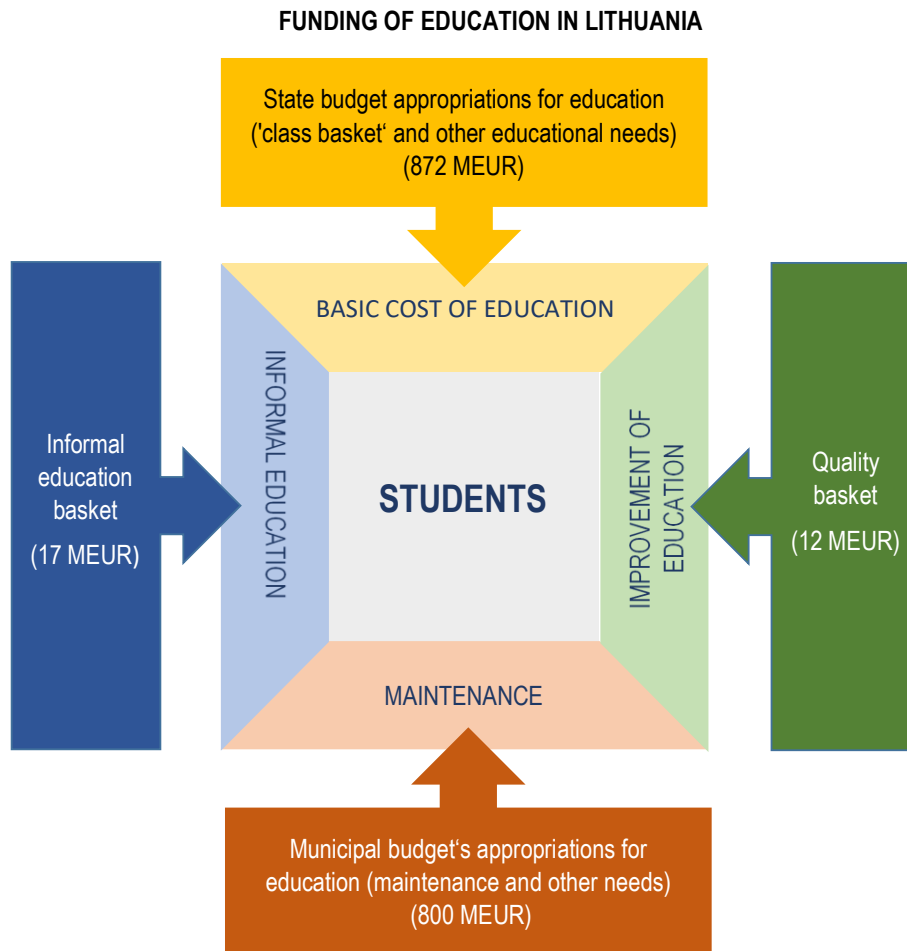 FUNDING OF EDUCATION IN LITHUANIA
State budget appropriations for education
('class basket‘ and other educational needs)
(872 MEUR)
BASIC COST OF EDUCATION
Informal
education
basket
(17 MEUR)
INFORMAL EDUCATION
STUDENTS
IMPROVEMENT OF
EDUCATION
Quality
basket
(12 MEUR)
MAINTENANCE
Municipal budget‘s appropriations for
education (maintenance and other needs)
(800 MEUR)